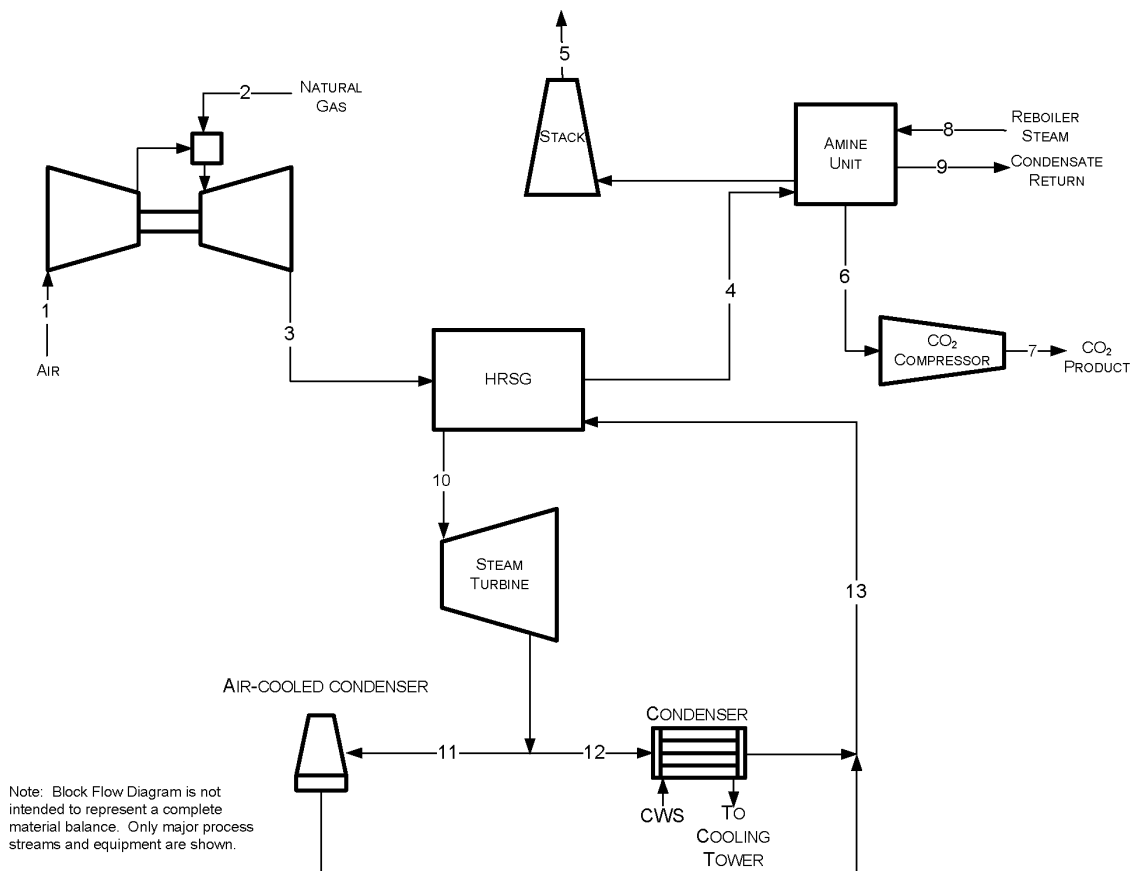 5
2
NATURAL
GAS
STACK
AMINE
UNIT
8
REBOILER
STEAM
9
CONDENSATE
RETURN
1
AIR
3
4
6
HRSG
CO2
COMPRESSOR
7
CO2
PRODUCT
10
STEAM
TURBINE
13
AIR-COOLED CONDENSER
CONDENSER
11
12
CWS
TO
COOLING
TOWER
Note: Block Flow Diagram is not
intended to represent a complete
material balance. Only major process
streams and equipment are shown.